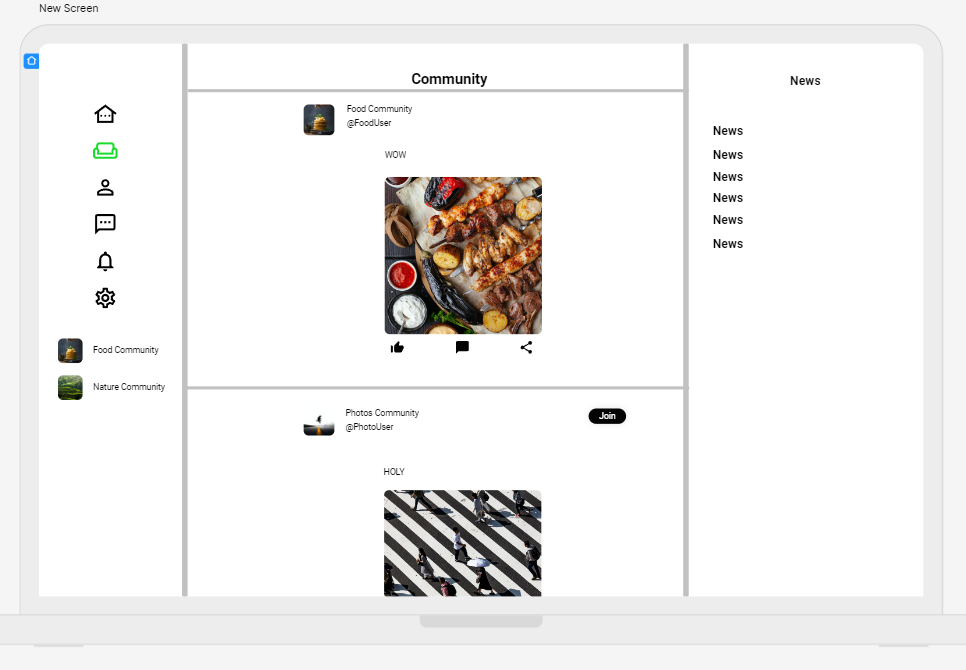 New Screen
Community
News
Food Community
@FoodUser
WOW
News
News
News
News
News
News
Food Community
Nature Community
Photos Community
@PhotoUser
Join
HOLY